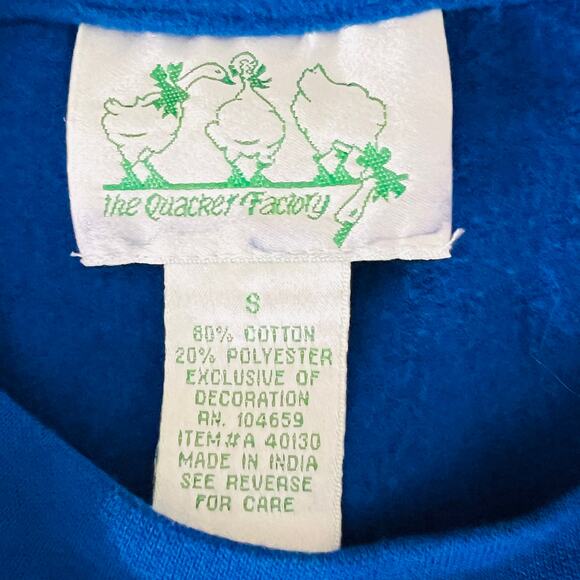 the Quacker Factory
S
80% COTTON
20% POLYESTER
EXCLUSIVE OF
DECORATION
RN. 104659
ITEM#A 40130
MADE IN INDIA
SEE REVERSE
FOR CARE